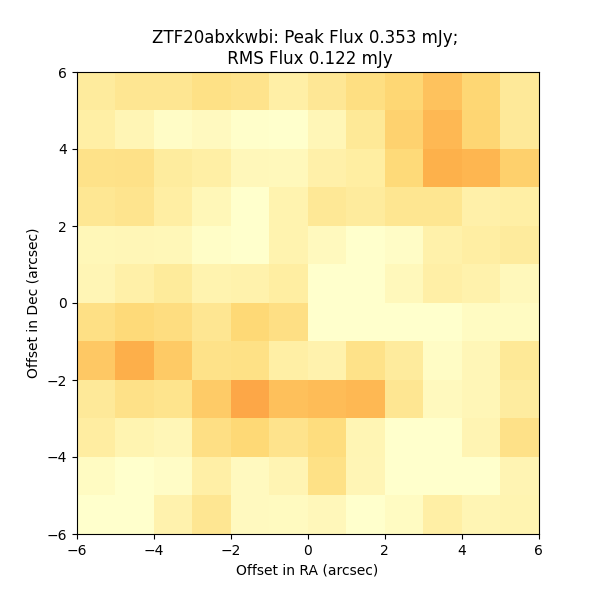 ZTF20abxkwbi: Peak Flux 0.353 mJy;
RMS Flux 0.122 mJy
6
4
2
0
−2
−4
−6
Offset in Dec (arcsec)
−6 −4 −2 0 2 4 6
Offset in RA (arcsec)